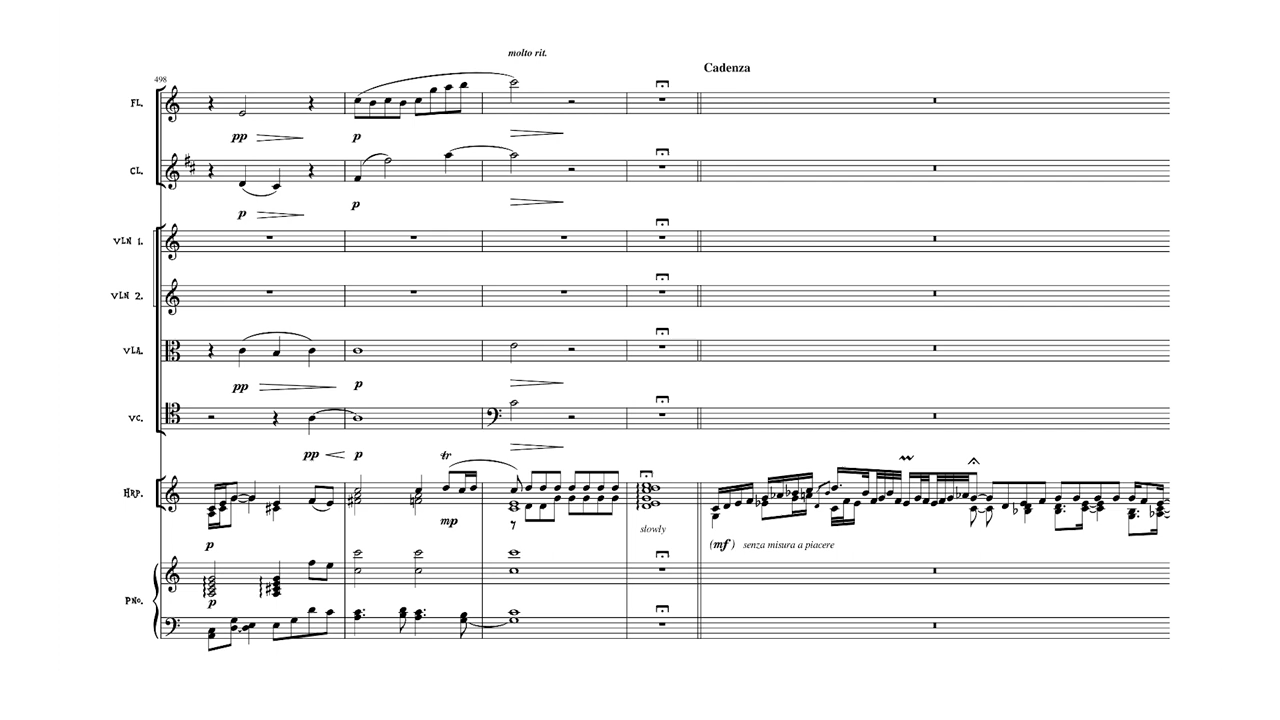 molto rit.
Cadenza
498
FL.
pp
p
CL.
p
p
VLN 1.
VLN 2.
VLA.
pp
p
VC.
pp
p
tr
HRP.
mp
slowly
p
(mf) senza misura a piacere
PNO.
p